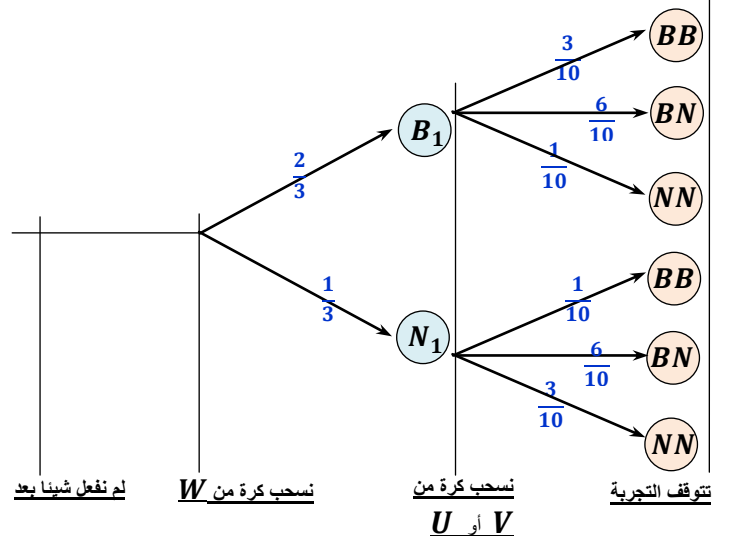 3
10
BB
6
10
BN
B₁
2
3
1
10
NN
1
3
1
10
BB
N₁
6
10
BN
3
10
NN
لم نفعل شيئا بعد
نسحب كرة من W
نسحب كرة من
U أو V
تتوقف التجربة